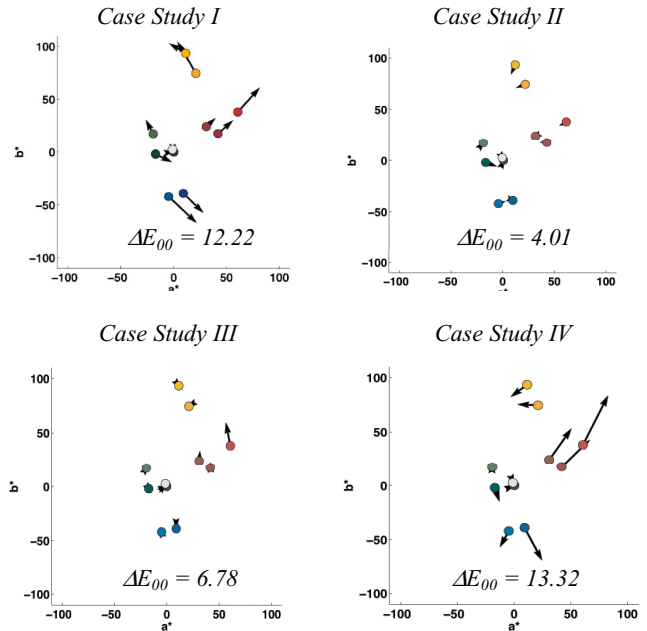 Case Study I
100
50
0
-50
-100
b*
-100 -50 0 50 100
a*
ΔE00 = 12.22
Case Study II
100
50
0
-50
-100
b*
-100 -50 0 50 100
ΔE00 = 4.01
Case Study III
100
50
0
-50
-100
b*
-100 -50 0 50 100
a*
ΔE00 = 6.78
Case Study IV
100
50
0
-50
-100
b*
-100 -50 0 50 100
a*
ΔE00 = 13.32